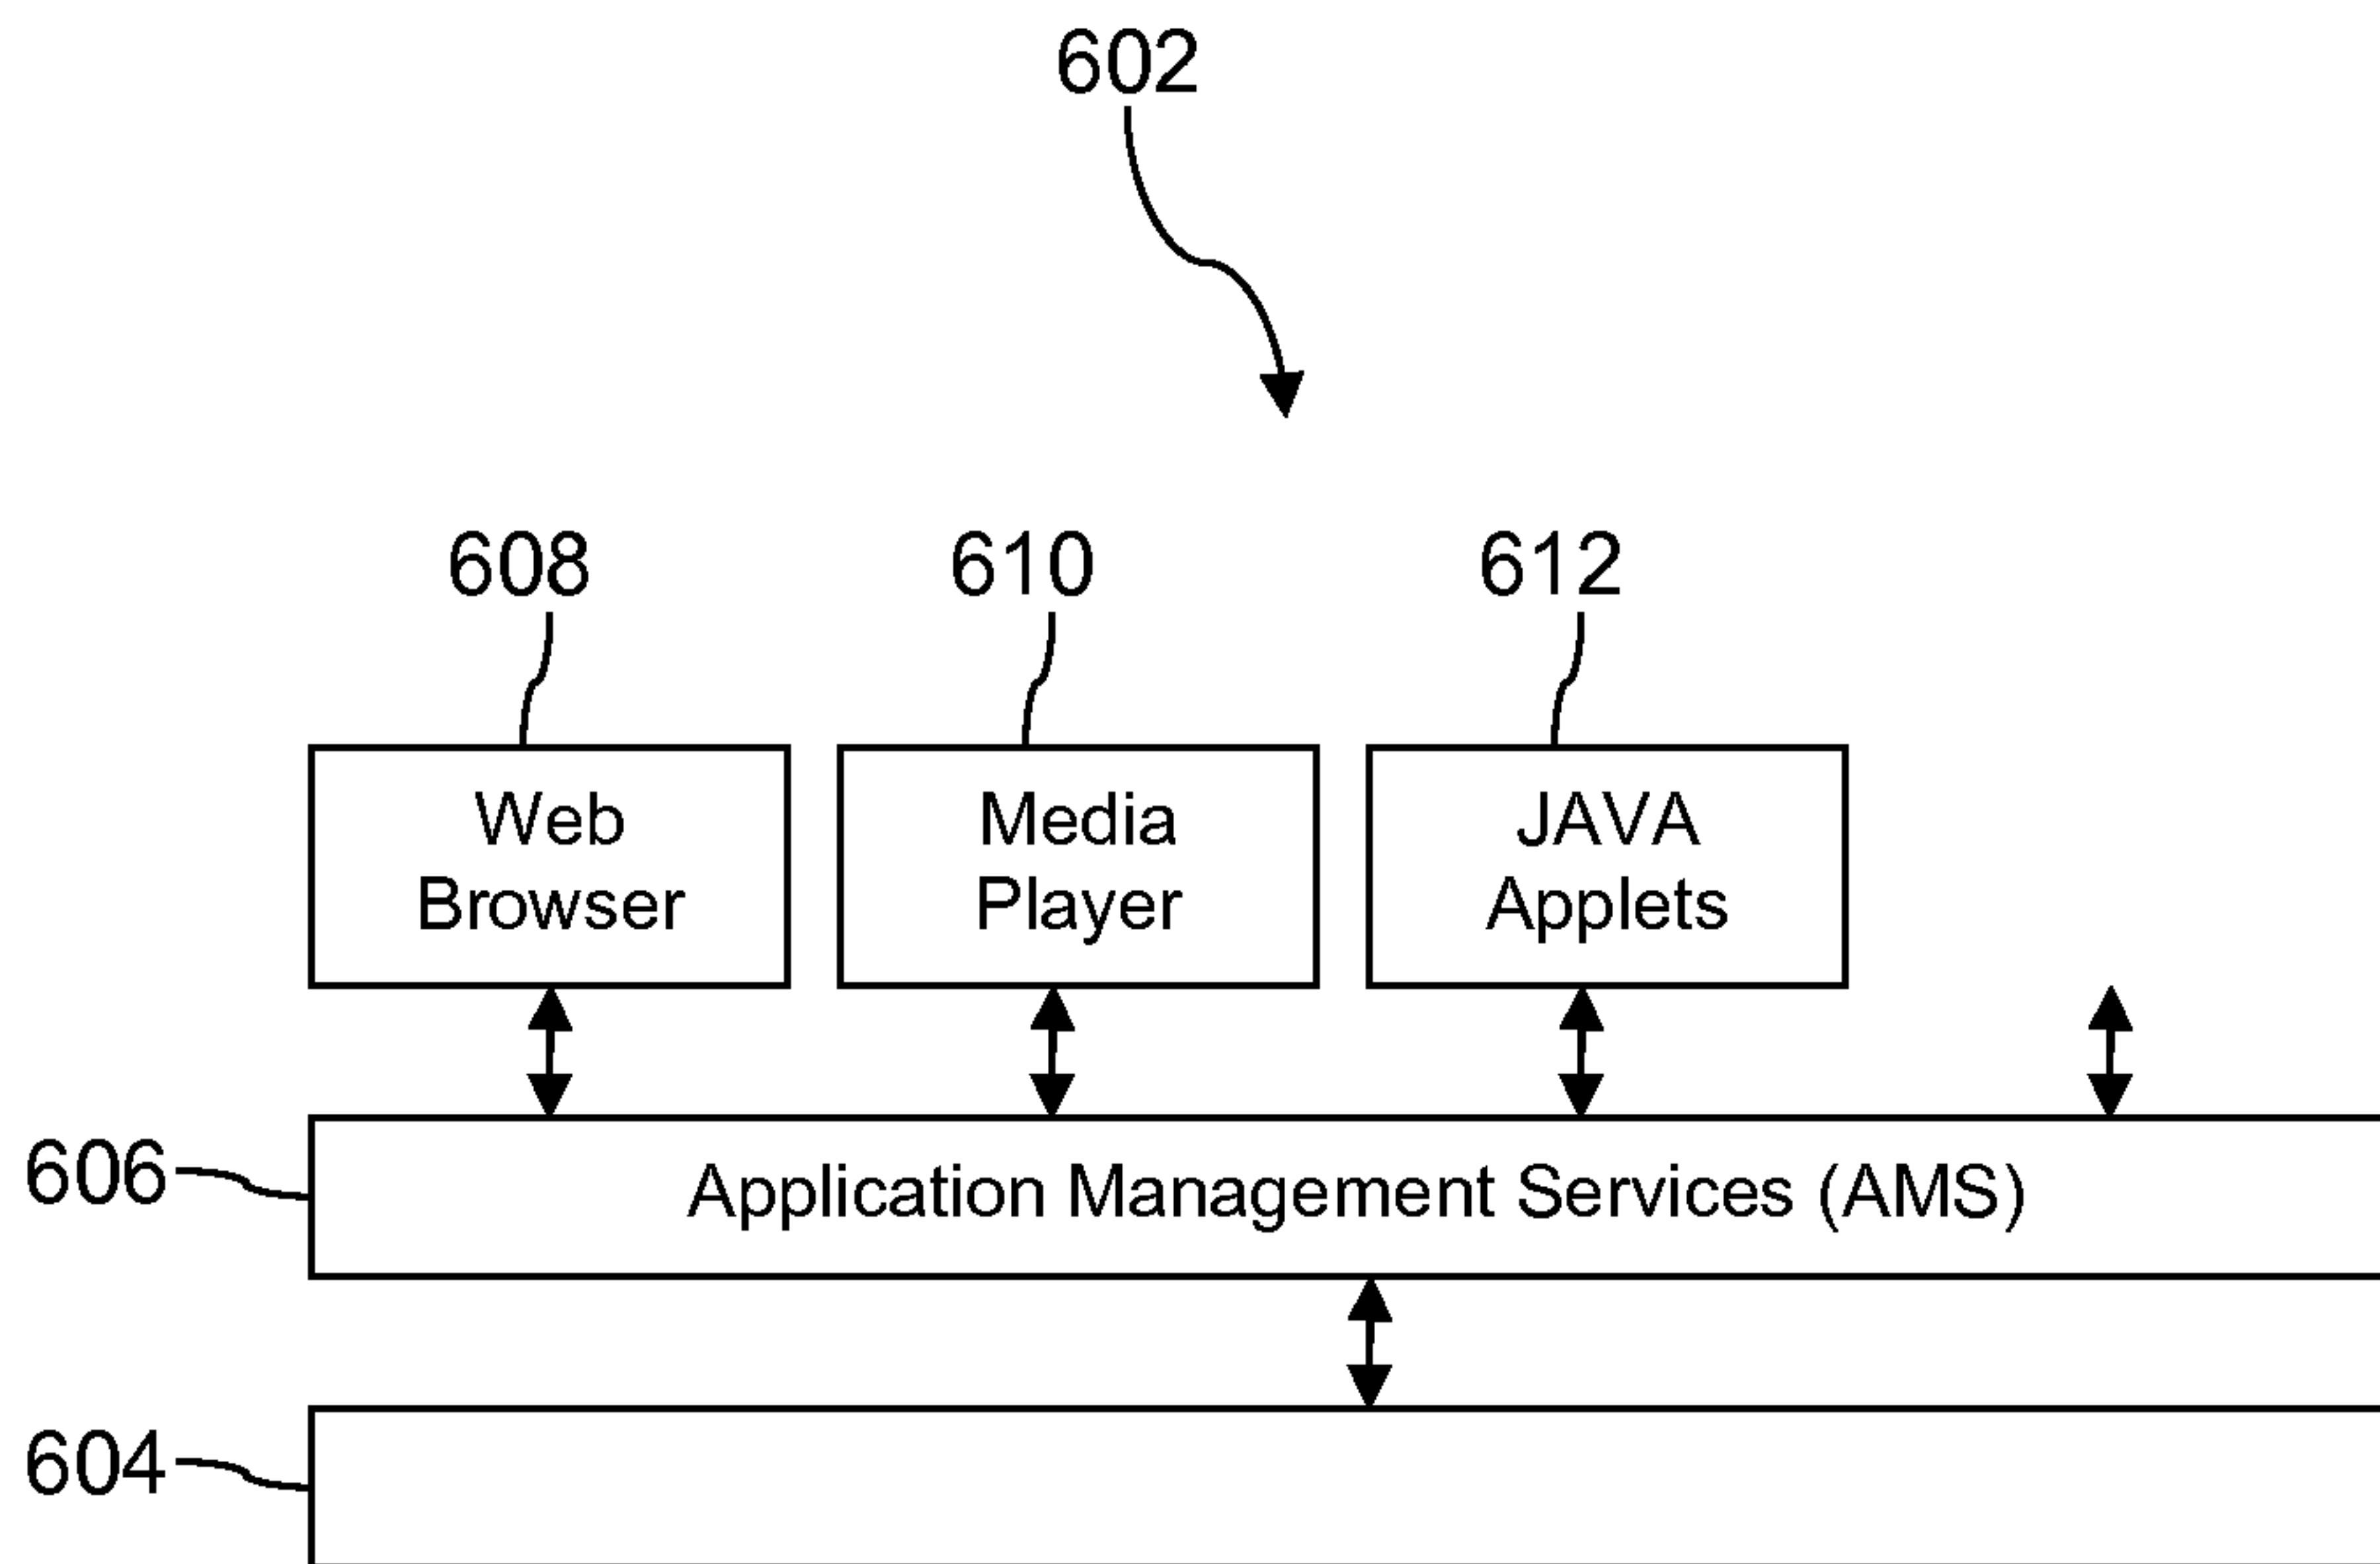 602
608
610
612
Web
Browser
Media
Player
JAVA
Applets
606
Application Management Services (AMS)
604